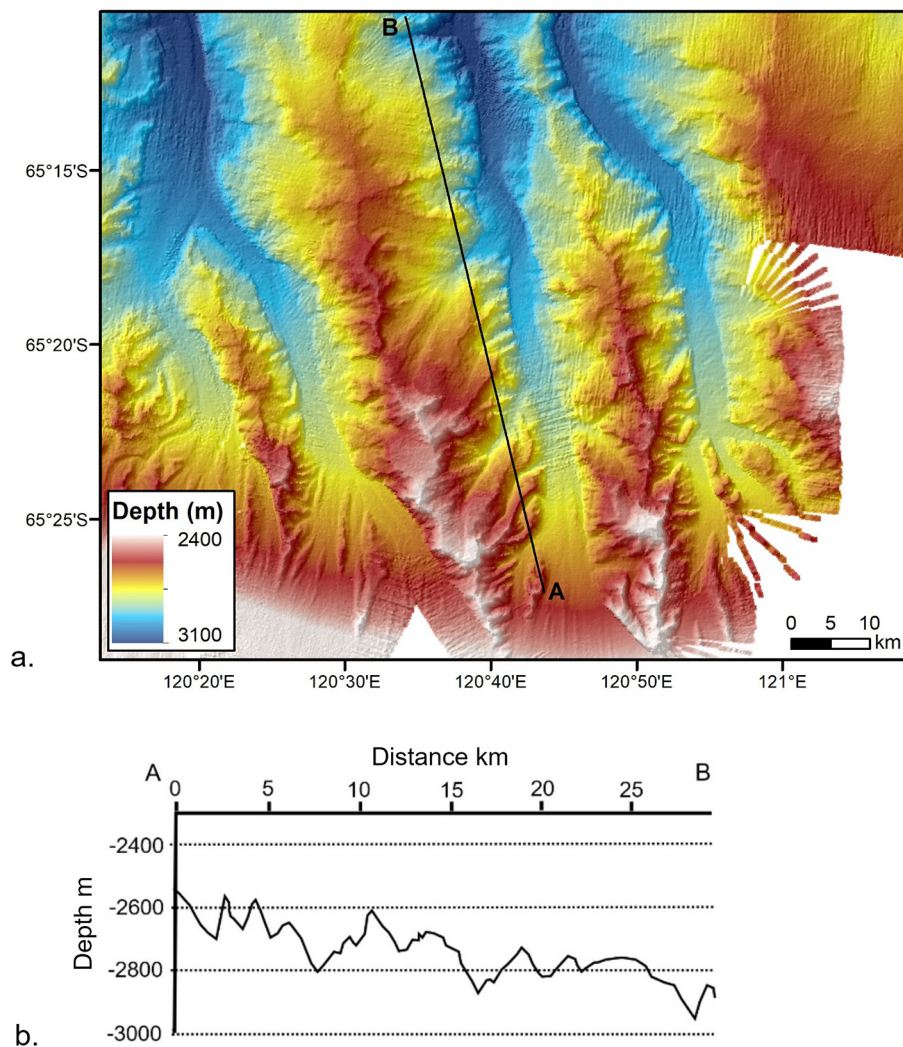 B
65°15'S
65°20'S
65°25'S
Depth (m)
2400
3100
A
0 5 10
km
a.
120°20'E 120°30'E 120°40'E 120°50'E 121°E
Distance km
A B
0 5 10 15 20 25
-2400
-2600
-2800
-3000
Depth m
b.